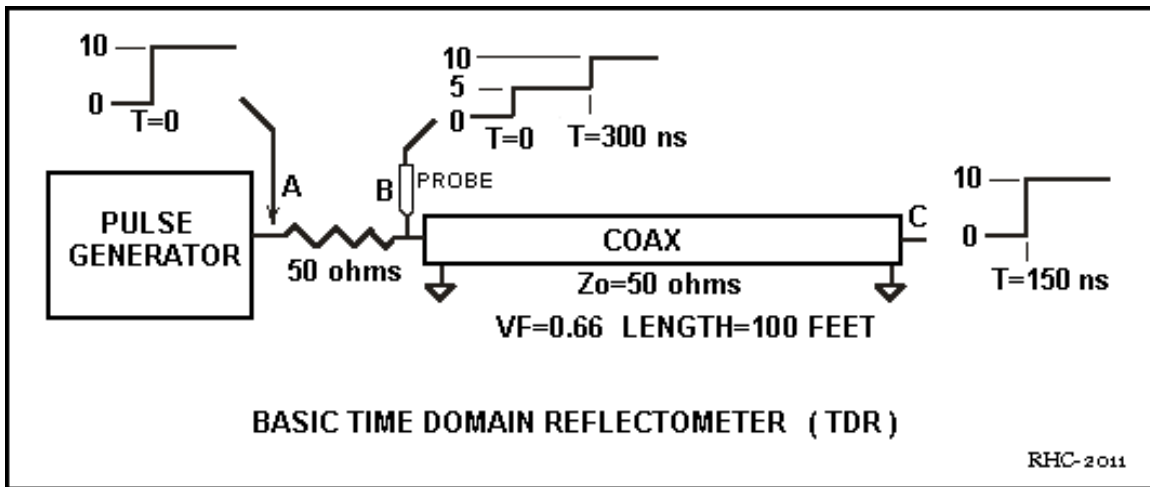 10
0
T=0
10
5
0
T=0
T=300 ns
A
B
PROBE
10
0
T=150 ns
C
PULSE
GENERATOR
50 ohms
COAX
Zo=50 ohms
VF=0.66 LENGTH=100 FEET
BASIC TIME DOMAIN REFLECTOMETER ( TDR )
RHC-2011